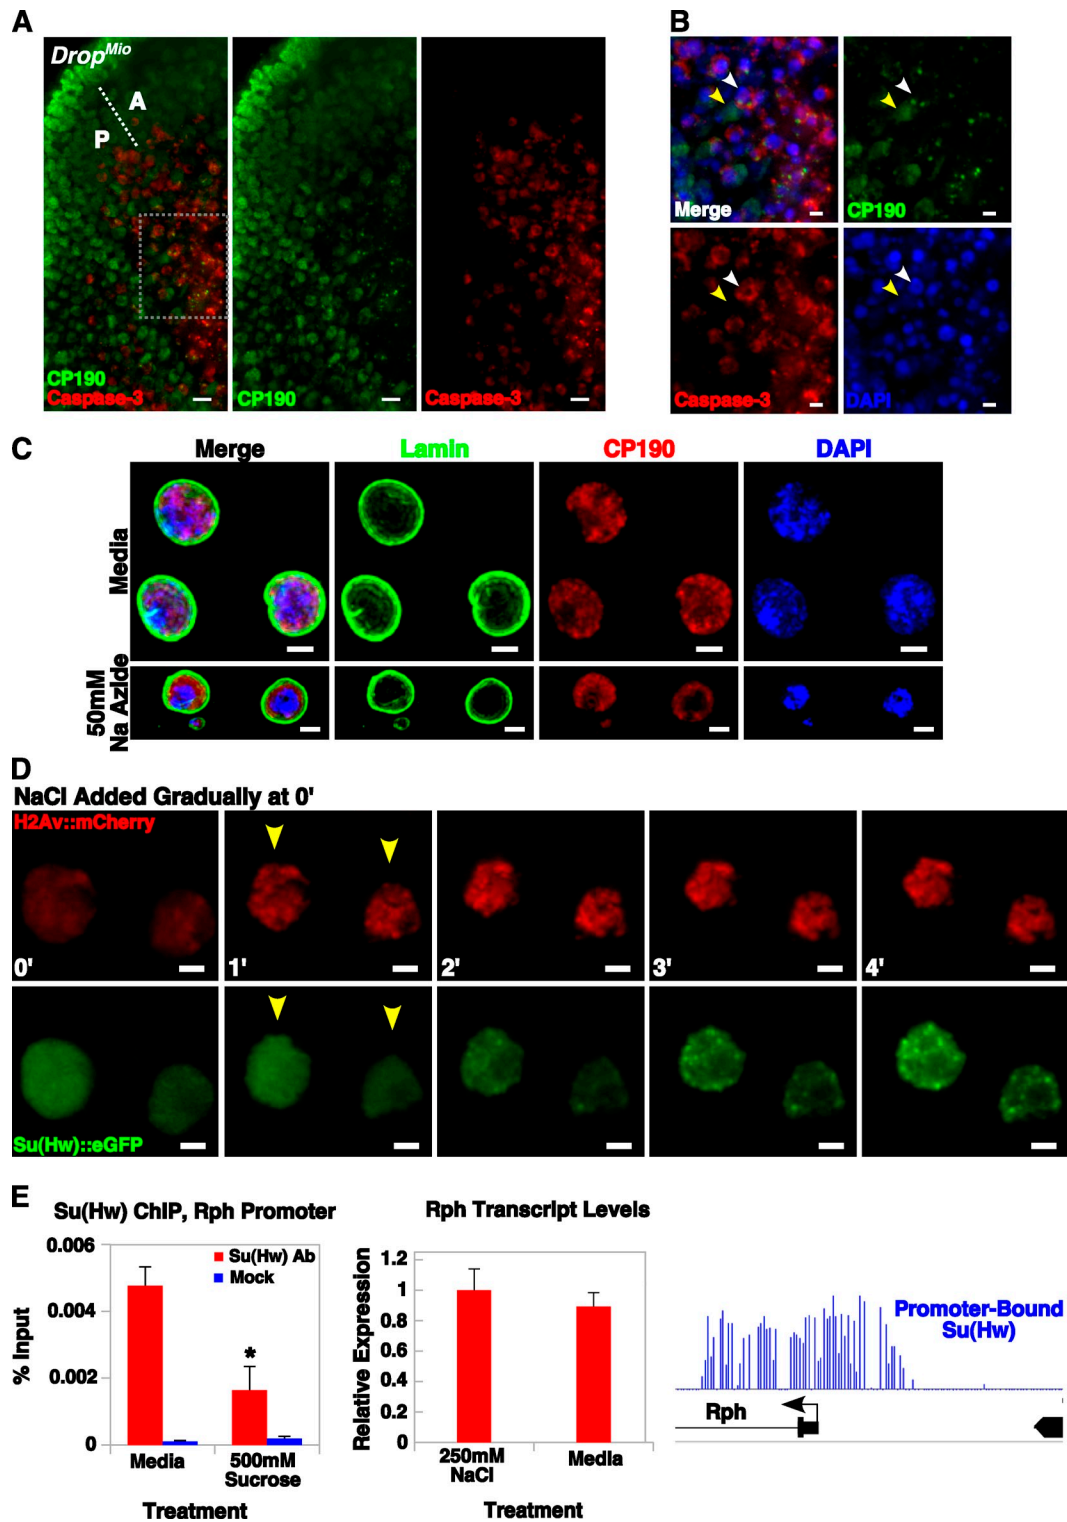 A
Drop^Mio
A
P
CP190
Caspase-3
CP190
Caspase-3
B
Merge
CP190
Caspase-3
DAPI
C
Merge
Lamin
CP190
DAPI
Media
50mM
Na Azide
D
NaCl Added Gradually at 0'
H2Av::mCherry
0'
1'
2'
3'
4'
Su(Hw)::eGFP
E
Su(Hw) ChIP, Rph Promoter
% Input
0.006
0.004
0.002
0
Su(Hw) Ab
Mock
*
Media
500mM
Sucrose
Treatment
Rph Transcript Levels
Relative Expression
1.2
1
0.8
0.6
0.4
0.2
0
250mM
NaCl
Media
Treatment
Promoter-Bound
Su(Hw)
Rph